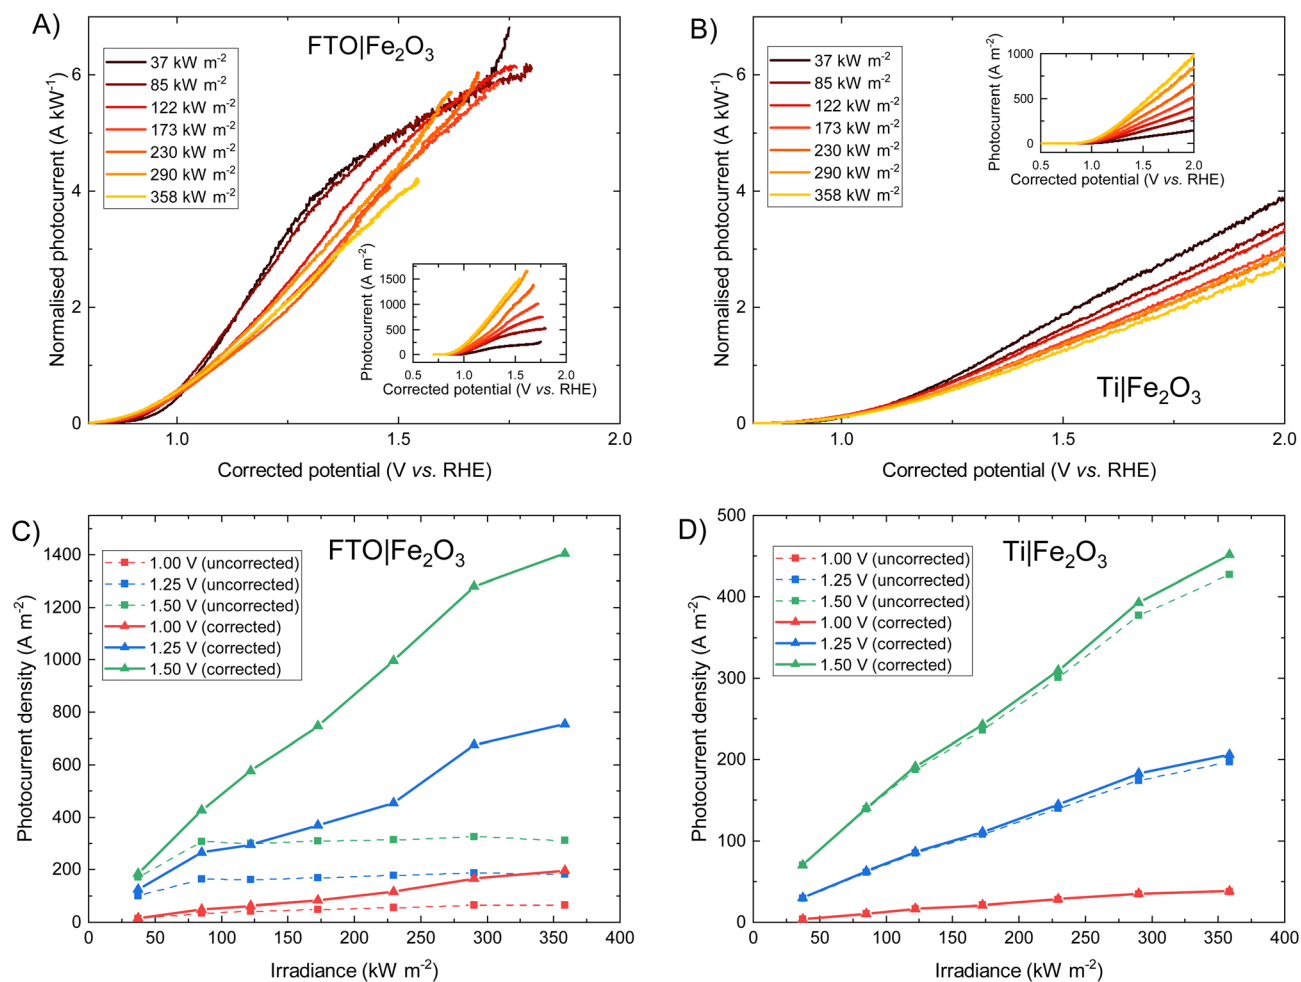 A)
FTO|Fe₂O₃
37 kW m⁻²
85 kW m⁻²
122 kW m⁻²
173 kW m⁻²
230 kW m⁻²
290 kW m⁻²
358 kW m⁻²
Normalised photocurrent (A kW⁻¹)
6
4
2
0
1.0
1.5
2.0
Corrected potential (V vs. RHE)
Photocurrent (A m⁻²)
1500
1000
500
0
0.5
1.0
1.5
2.0
Corrected potential (V vs. RHE)
B)
37 kW m⁻²
85 kW m⁻²
122 kW m⁻²
173 kW m⁻²
230 kW m⁻²
290 kW m⁻²
358 kW m⁻²
Normalised photocurrent (A kW⁻¹)
6
4
2
0
1.0
1.5
2.0
Corrected potential (V vs. RHE)
Photocurrent (A m⁻²)
1000
500
0
0.5
1.0
1.5
2.0
Corrected potential (V vs. RHE)
Ti|Fe₂O₃
C)
FTO|Fe₂O₃
1.00 V (uncorrected)
1.25 V (uncorrected)
1.50 V (uncorrected)
1.00 V (corrected)
1.25 V (corrected)
1.50 V (corrected)
Photocurrent density (A m⁻²)
1400
1200
1000
800
600
400
200
0
0
50
100
150
200
250
300
350
400
Irradiance (kW m⁻²)
D)
Ti|Fe₂O₃
1.00 V (uncorrected)
1.25 V (uncorrected)
1.50 V (uncorrected)
1.00 V (corrected)
1.25 V (corrected)
1.50 V (corrected)
Photocurrent density (A m⁻²)
500
400
300
200
100
0
0
50
100
150
200
250
300
350
400
Irradiance (kW m⁻²)